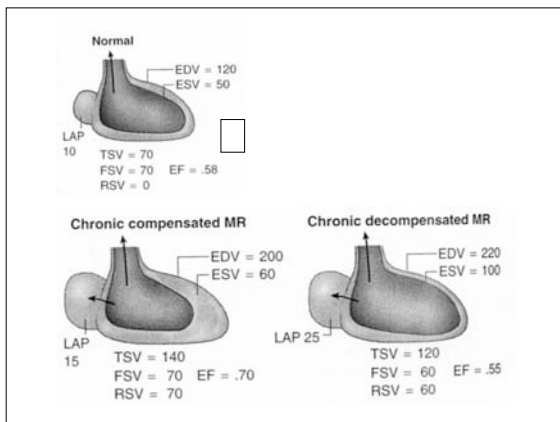 Normal
EDV = 120
ESV = 50
LAP
10
TSV = 70
FSV = 70 EF = .58
RSV = 0
Chronic compensated MR
EDV = 200
ESV = 60
LAP
15
TSV = 140
FSV = 70 EF = .70
RSV = 70
Chronic decompensated MR
EDV = 220
ESV = 100
LAP 25
TSV = 120
FSV = 60 EF = .55
RSV = 60